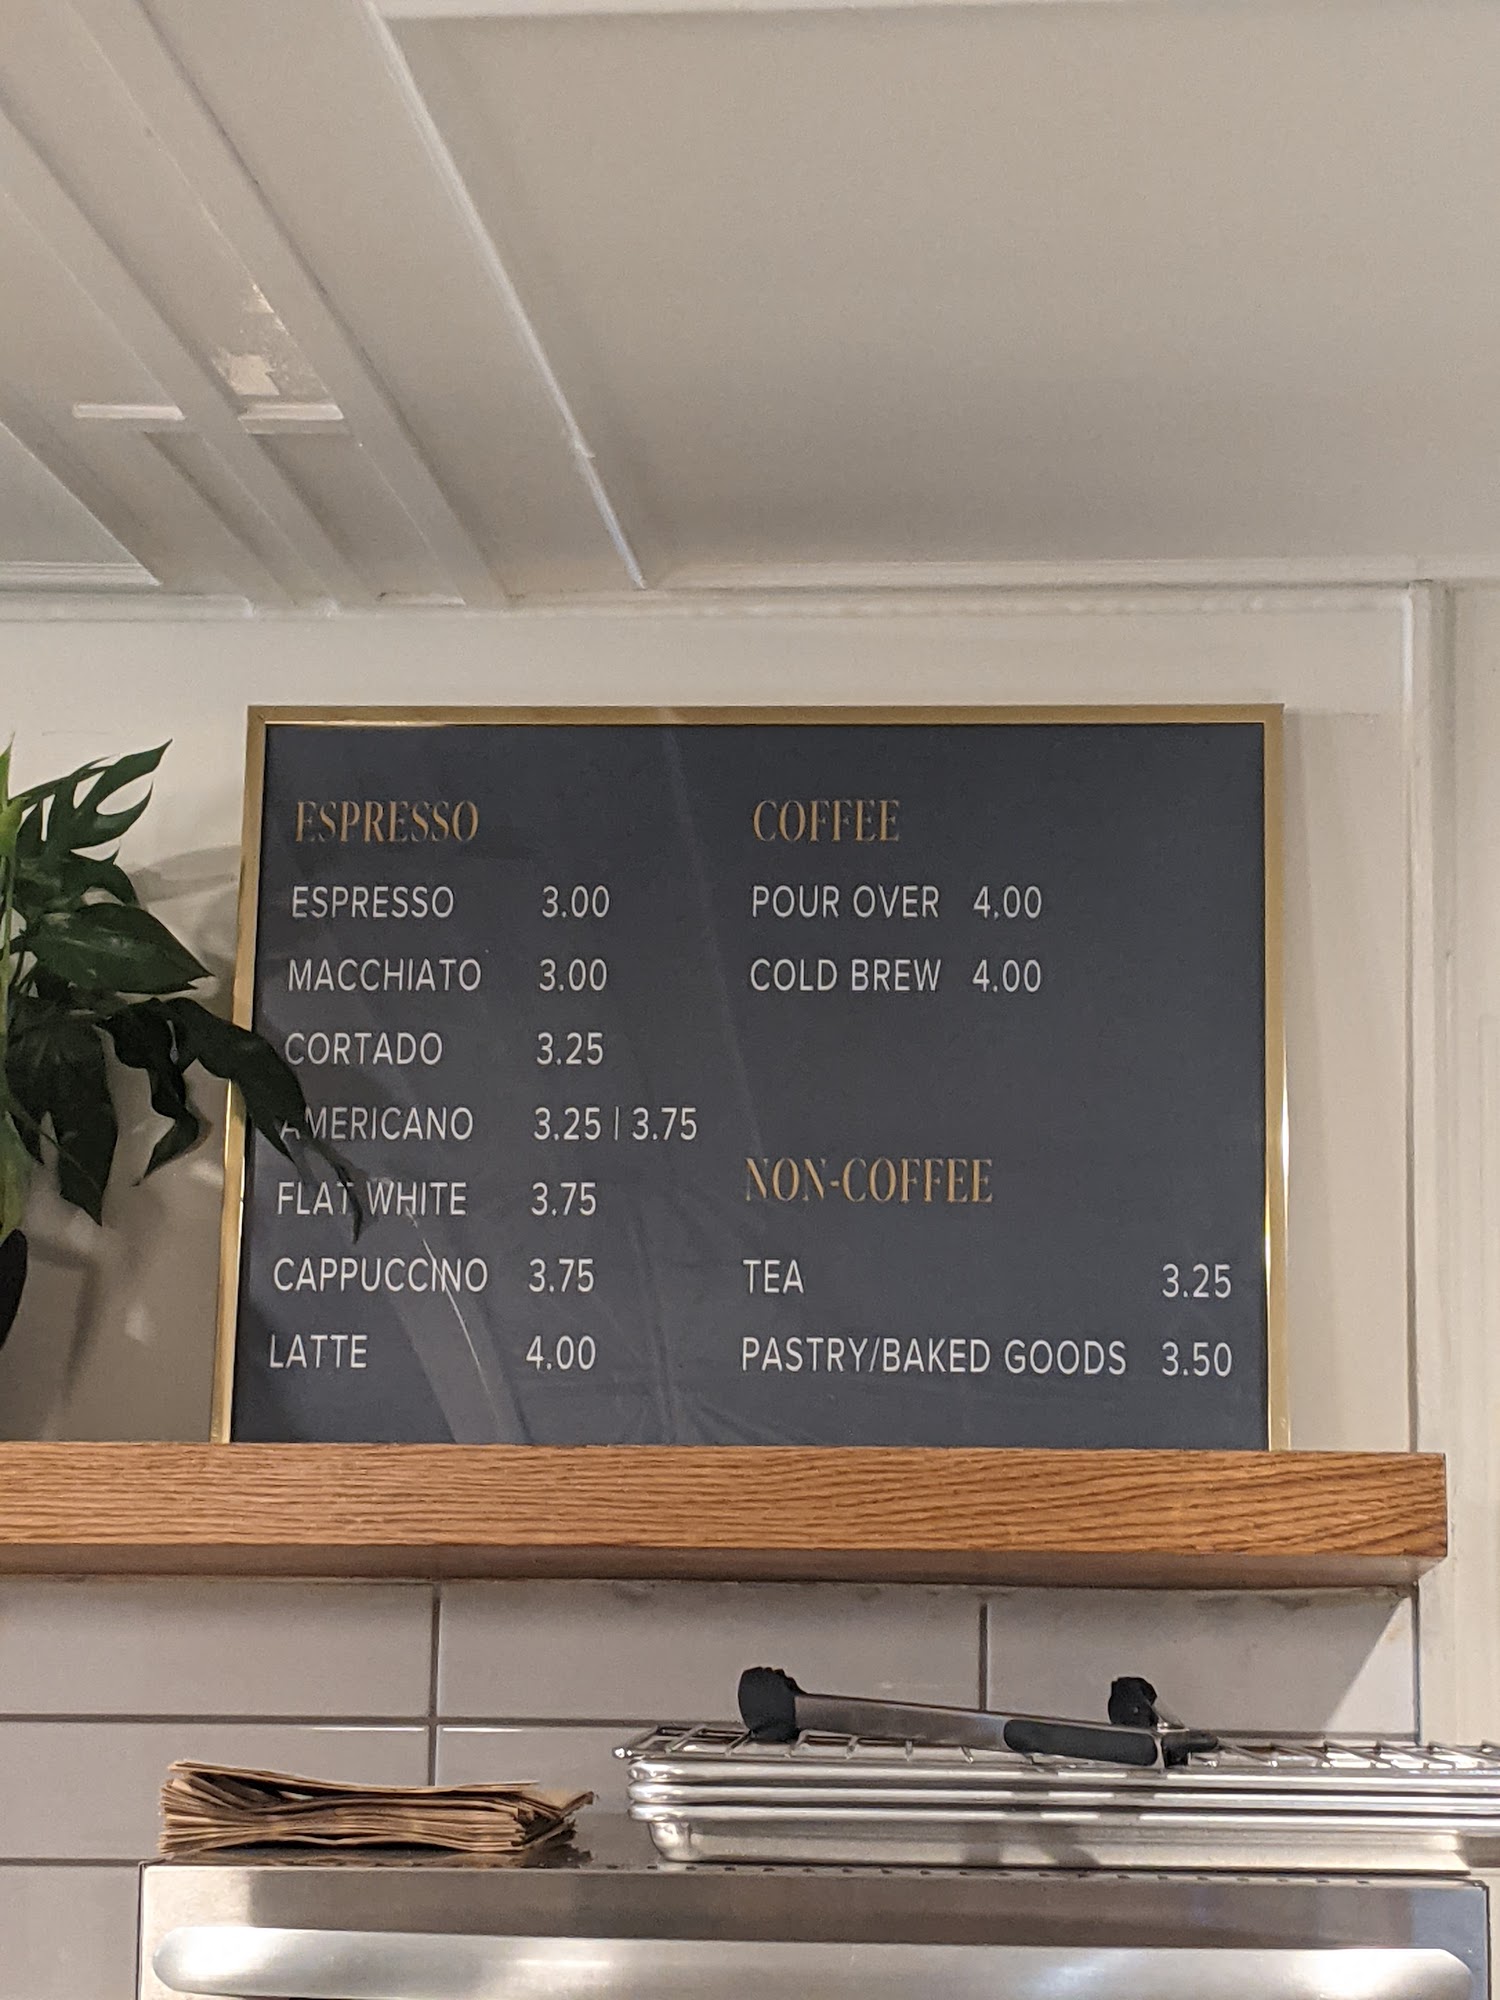 ESPRESSO
ESPRESSO 3.00
MACCHIATO 3.00
CORTADO 3.25
AMERICANO 3.25 | 3.75
FLAT WHITE 3.75
CAPPUCCINO 3.75
LATTE 4.00
COFFEE
POUR OVER 4.00
COLD BREW 4.00
NON-COFFEE
TEA 3.25
PASTRY/BAKED GOODS 3.50